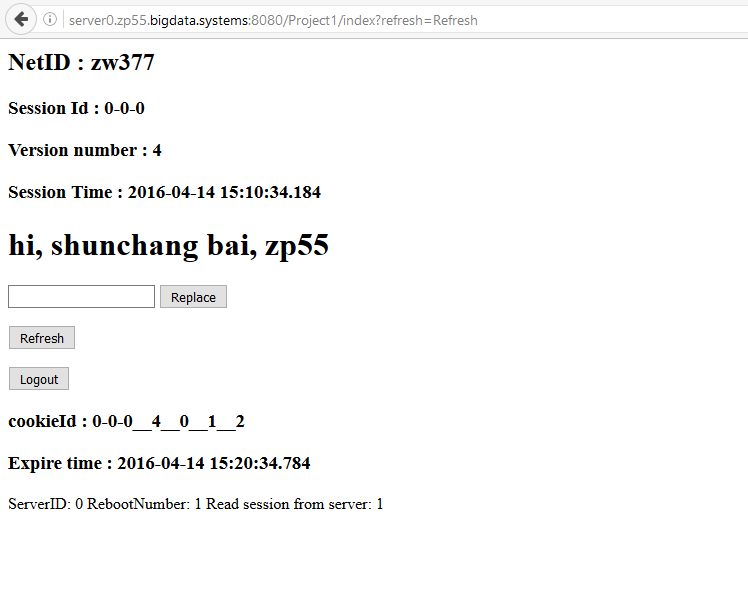 server0.zp55.bigdata.systems:8080/Project1/index?refresh=Refresh
NetID : zw377
Session Id : 0-0-0
Version number : 4
Session Time : 2016-04-14 15:10:34.184
hi, shunchang bai, zp55
Replace
Refresh
Logout
cookieId : 0-0-0__4__0__1__2
Expire time : 2016-04-14 15:20:34.784
ServerID: 0 RebootNumber: 1 Read session from server: 1